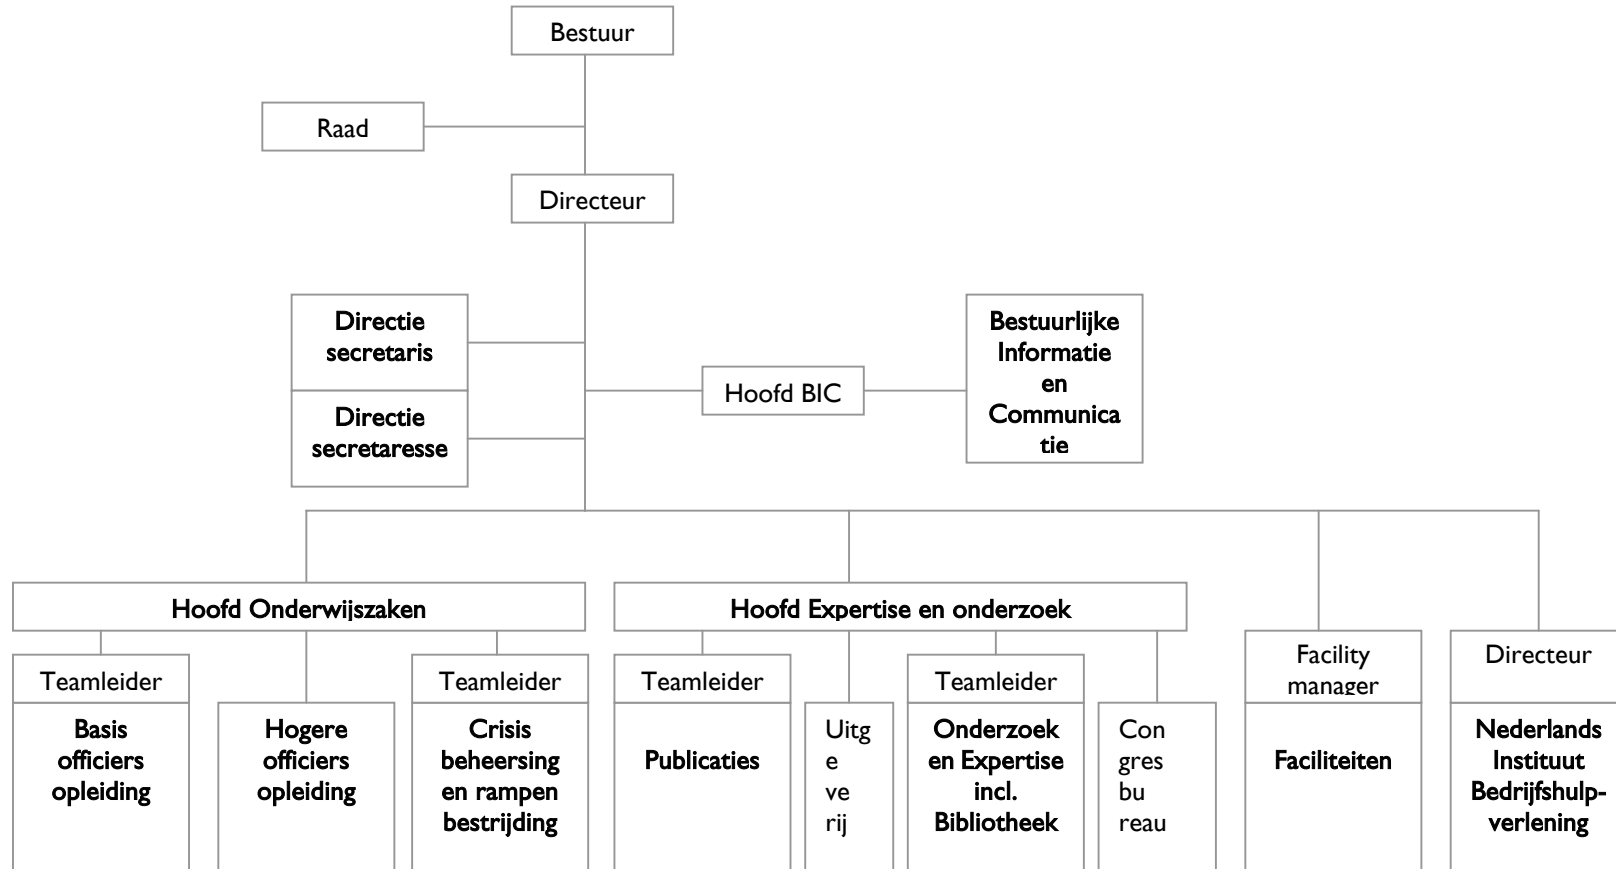 Bestuur
Raad
Directeur
Directie
secretaris
Directie
secretaresse
Hoofd BIC
Bestuurlijke
Informatie
en
Communica
tie
Hoofd Onderwijszaken
Teamleider
Basis
officiers
opleiding
Hogere
officiers
opleiding
Teamleider
Crisis
beheersing
en rampen
bestrijding
Hoofd Expertise en onderzoek
Teamleider
Publicaties
Uitg
e
ve
rij
Teamleider
Onderzoek
en Expertise
incl.
Bibliotheek
Con
gres
bu
reau
Facility
manager
Faciliteiten
Directeur
Nederlands
Instituut
Bedrijfshulp-
verlening